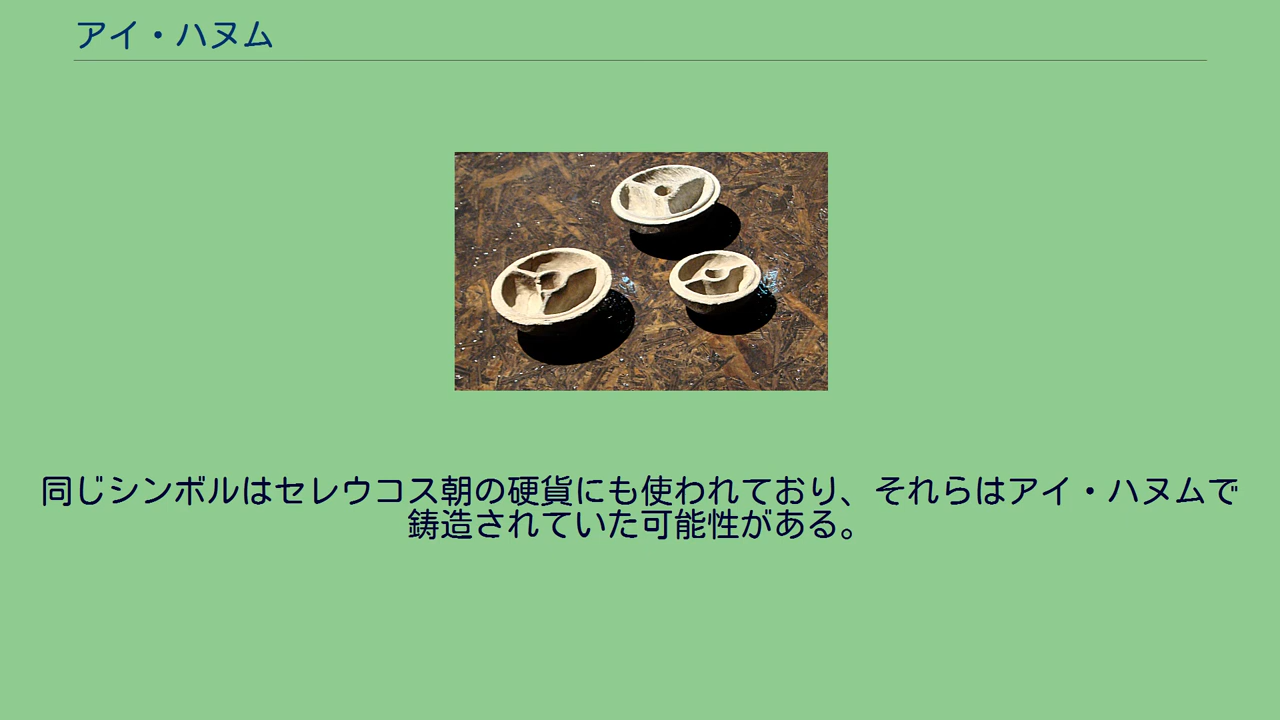 アイ・ハヌム
同じシンボルはセレウコス朝の硬貨にも使われており、それらはアイ・ハヌムで
鋳造されていた可能性がある。